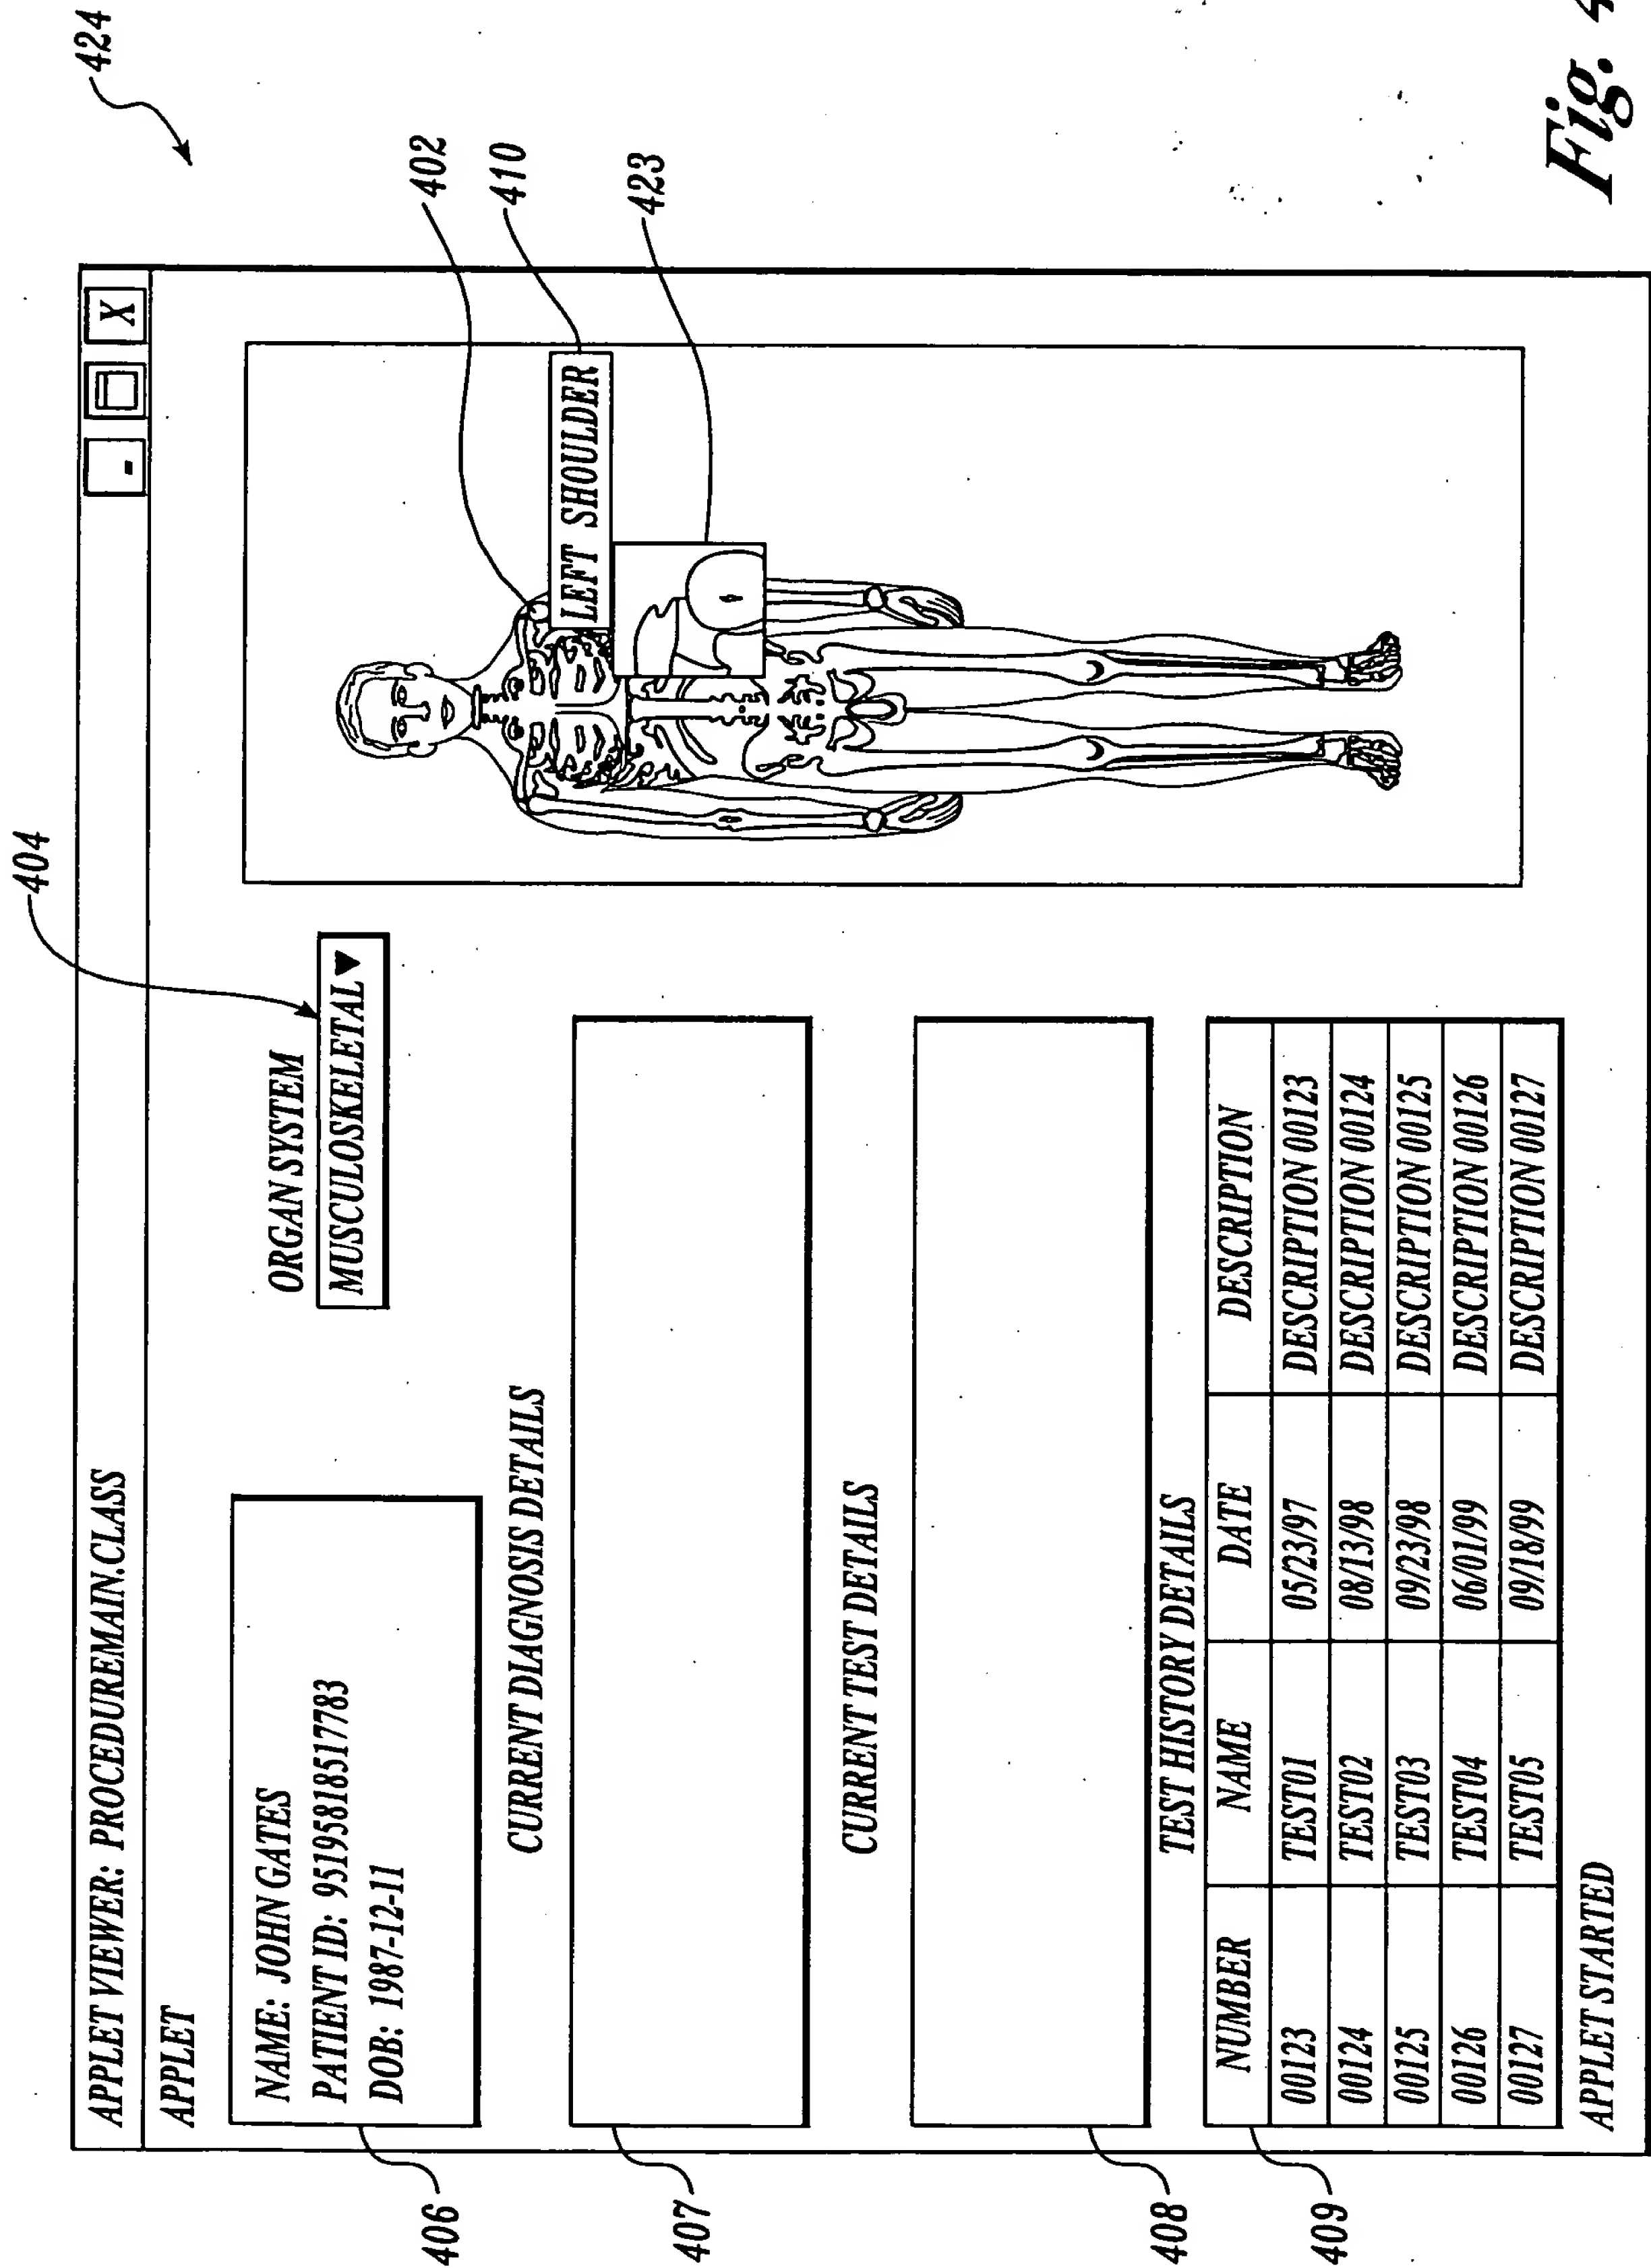 424
APPLET VIEWER: PROCEDUREMAIN.CLASS
- X
APPLET
404
ORGAN SYSTEM
MUSCULOSKELETAL
406
NAME: JOHN GATES
PATIENT ID: 95195818517783
DOB: 1987-12-11
402
410
LEFT SHOULDER
423
407
CURRENT DIAGNOSIS DETAILS
408
CURRENT TEST DETAILS
409
TEST HISTORY DETAILS
NUMBER NAME DATE DESCRIPTION
00123 TEST01 05/23/97 DESCRIPTION 00123
00124 TEST02 08/13/98 DESCRIPTION 00124
00125 TEST03 09/23/98 DESCRIPTION 00125
00126 TEST04 06/01/99 DESCRIPTION 00126
00127 TEST05 09/18/99 DESCRIPTION 00127
APPLET STARTED
Fig.